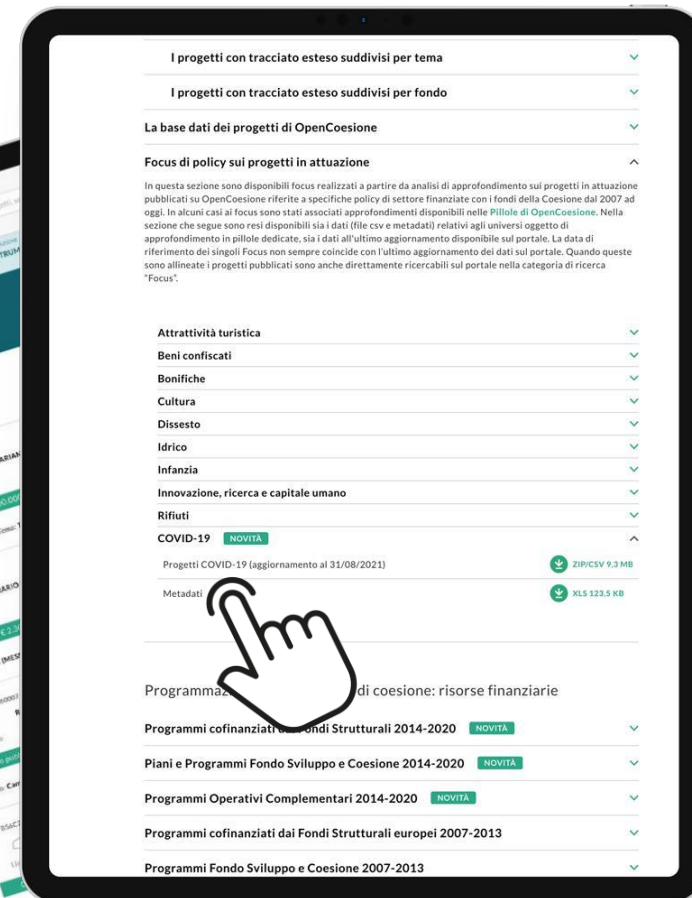 I progetti con tracciato esteso suddivisi per tema
I progetti con tracciato esteso suddivisi per fondo
La base dati dei progetti di OpenCoesione
Focus di policy sui progetti in attuazione
In questa sezione sono disponibili focus realizzati a partire da analisi di approfondimento sui progetti in attuazione
pubblicati su OpenCoesione riferite a specifiche policy di settore finanziate con i fondi della Coesione dal 2007 ad
oggi. In alcuni casi ai focus sono stati associati approfondimenti disponibili nelle Pillole di OpenCoesione. Nella
sezione che segue sono resi disponibili sia i dati (file csv e metadati) relativi agli universi oggetto di
approfondimento in pillole dedicate, sia i dati all'ultimo aggiornamento disponibile sul portale. La data di
riferimento dei singoli Focus non sempre coincide con l'ultimo aggiornamento dei dati sul portale. Quando queste
sono allineate i progetti pubblicati sono anche direttamente ricercabili sul portale nella categoria di ricerca
"Focus".
Attrattività turistica
Beni confiscati
Bonifiche
Cultura
Dissesto
Idrico
Infanzia
Innovazione, ricerca e capitale umano
Rifiuti
COVID-19 NOVITÀ
Progetti COVID-19 (aggiornamento al 31/08/2021) ZIP/CSV 9,3 MB
Metadati XLS 123,5 KB
di coesione: risorse finanziarie
Programmi cofinanziati Fondi Strutturali 2014-2020 NOVITÀ
Piani e Programmi Fondo Sviluppo e Coesione 2014-2020 NOVITÀ
Programmi Operativi Complementari 2014-2020 NOVITÀ
Programmi cofinanziati dai Fondi Strutturali europei 2007-2013
Programmi Fondo Sviluppo e Coesione 2007-2013